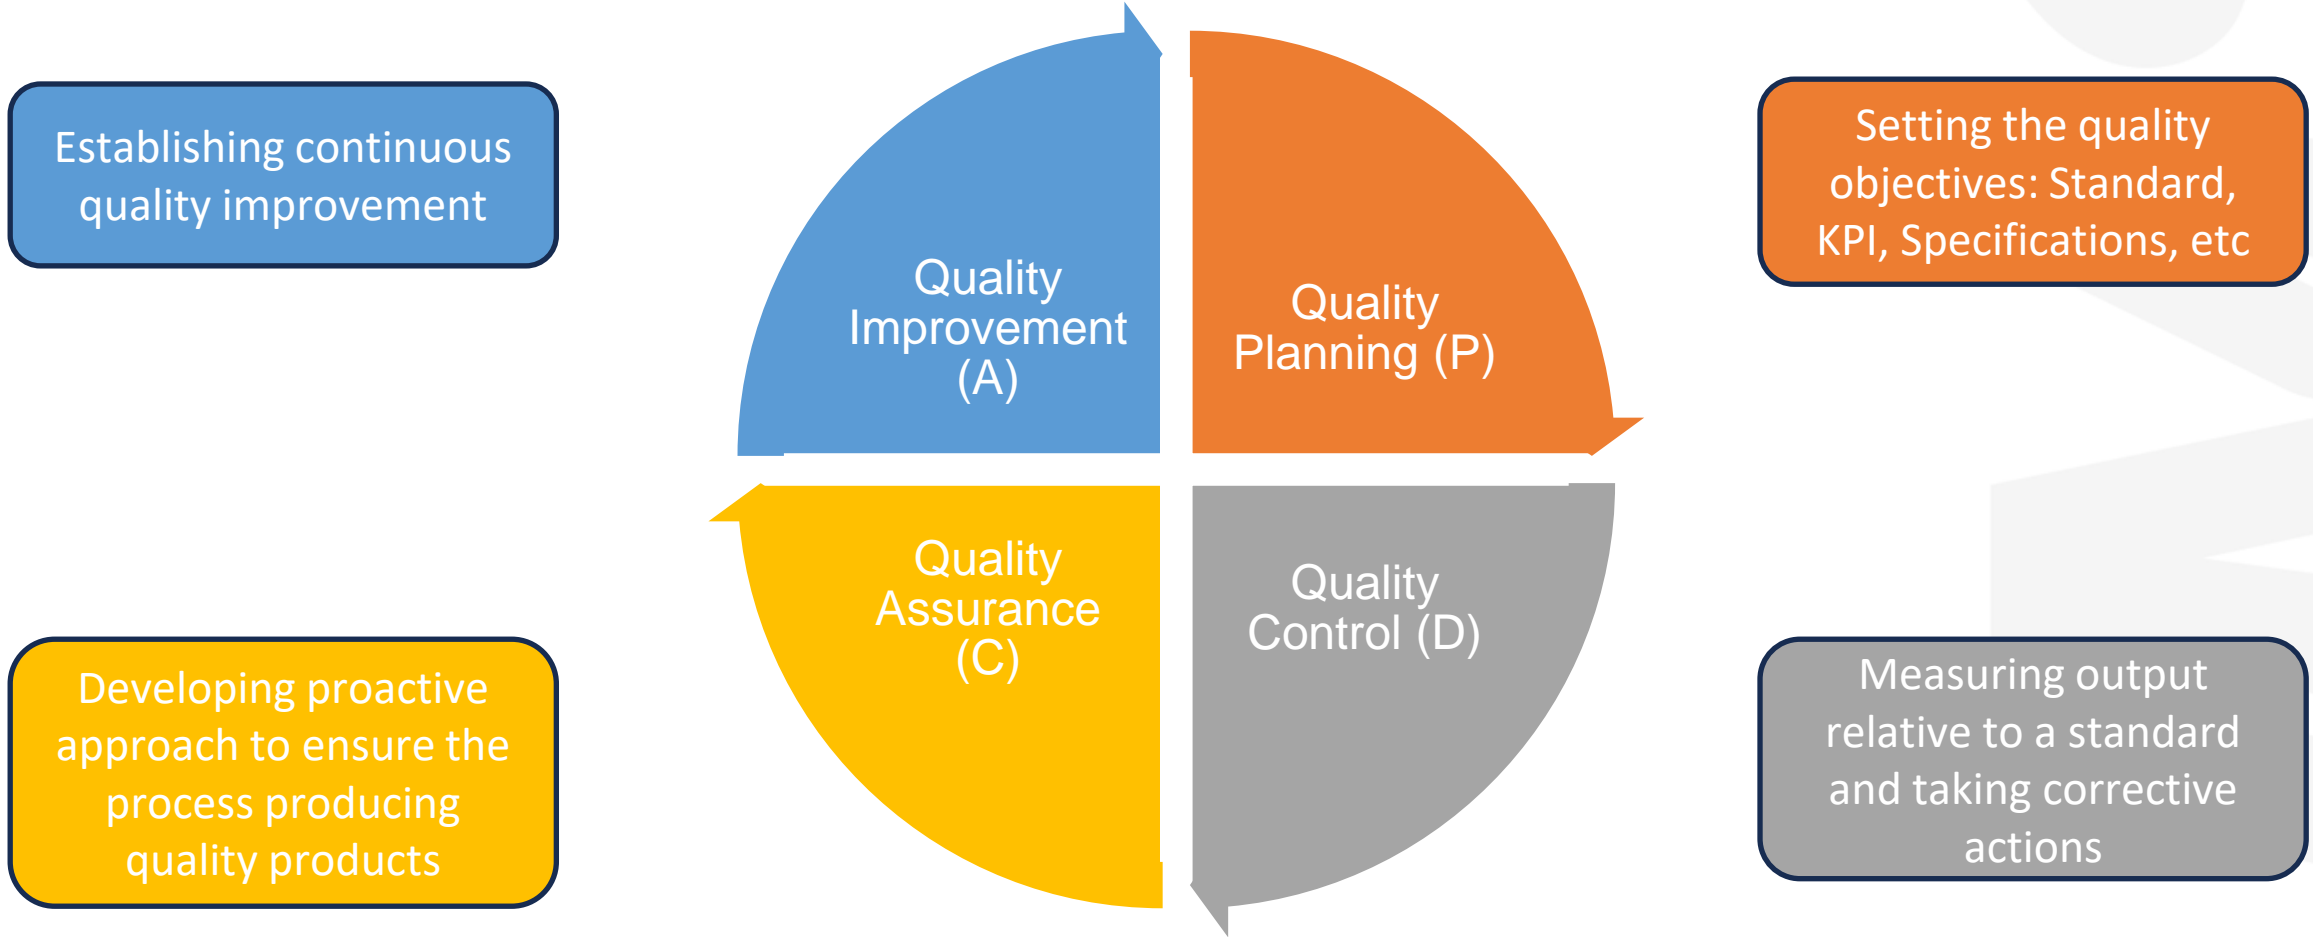 Establishing continuous
quality improvement
Setting the quality
objectives: Standard,
KPI, Specifications, etc
Quality
Improvement
(A)
Quality
Planning (P)
Quality
Assurance
(C)
Quality
Control (D)
Developing proactive
approach to ensure the
process producing
quality products
Measuring output
relative to a standard
and taking corrective
actions